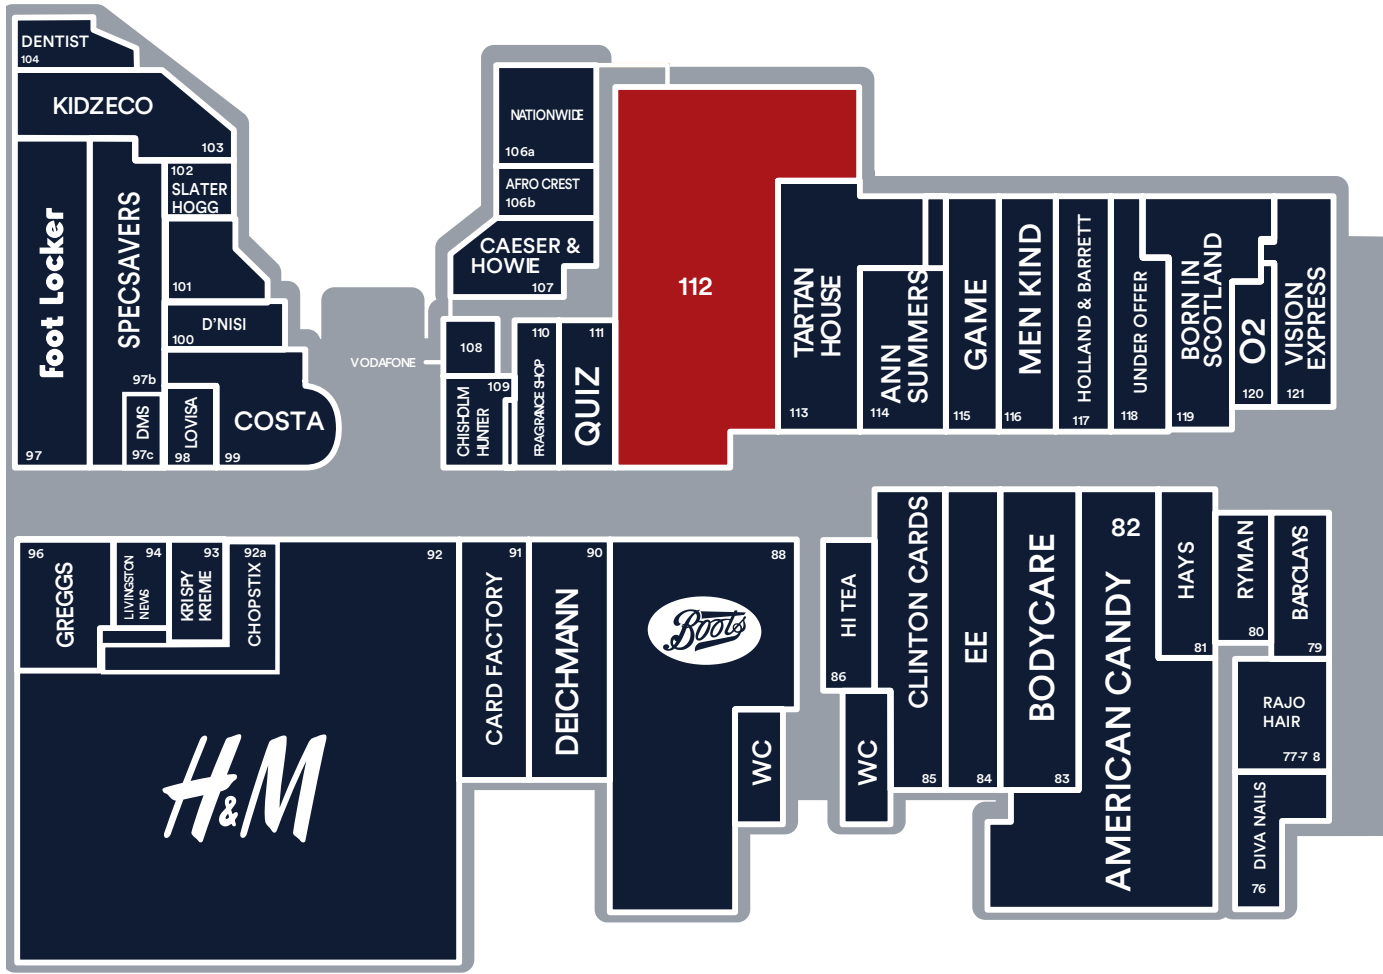 DENTIST
104
KIDZECO
103
Foot Locker
97
SPECSAVERS
97b
102
SLATER
HOGG
101
D'NISI
100
DMS
97c
LOVISA
98
COSTA
99
NATIONWIDE
106a
AFRO CREST
106b
CAESER &
HOWIE
107
VODAFONE
108
109
CHISHOLM
HUNTER
110
FRAGRANCE SHOP
111
QUIZ
112
TARTAN
HOUSE
113
ANN
SUMMERS
114
GAME
115
MEN KIND
116
HOLLAND & BARRETT
117
UNDER OFFER
118
BORN IN
SCOTLAND
119
O2
120
VISION
EXPRESS
121
96
GREGGS
94
LIVINGSTON
NEWS
93
KRISPY
KREME
92a
CHOPSTIX
92
H&M
91
CARD FACTORY
90
DEICHMANN
88
Boots
WC
HI TEA
86
WC
CLINTON CARDS
85
EE
84
BODYCARE
83
82
AMERICAN CANDY
HAYS
81
RYMAN
80
BARCLAYS
79
RAJO
HAIR
77-7 8
DIVA NAILS
76